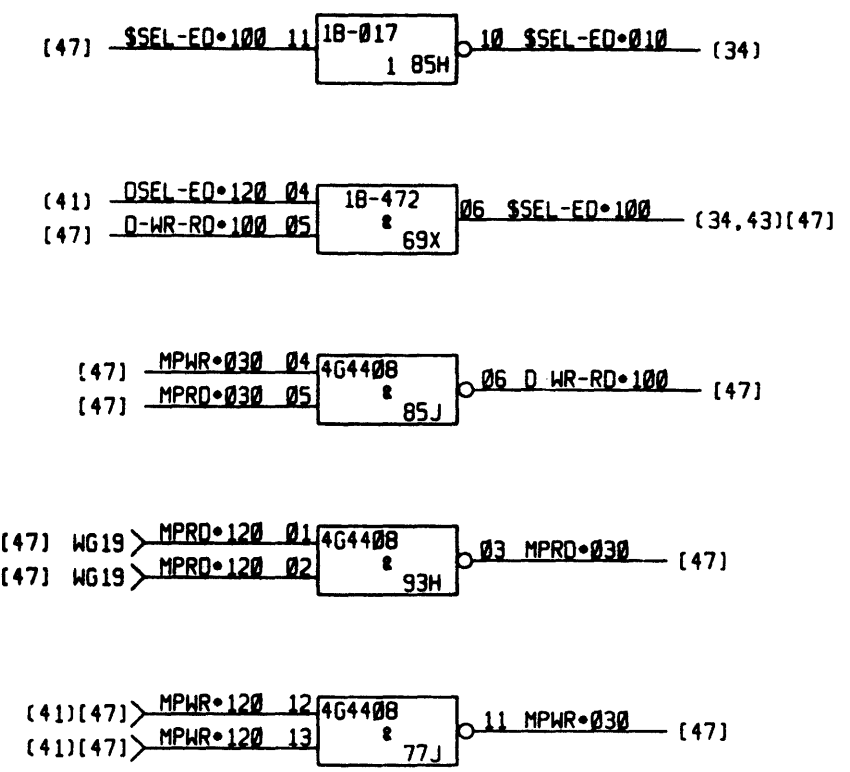 [47] $SEL-ED•100 11 1B-017 10 $SEL-ED•010 (34)
1 85H
(41) DSEL-ED•120 04 1B-472 06 $SEL-ED•100 (34,43)[47]
[47] D-WR-RD•100 05 &
69X
[47] MPWR•030 04 4G4408 06 D WR-RD•100 [47]
[47] MPRD•030 05 &
85J
[47] WG19 MPRD•120 01 4G4408 03 MPRD•030 [47]
[47] WG19 MPRD•120 02 &
93H
(41)[47] MPWR•120 12 4G4408 11 MPWR•030 [47]
(41)[47] MPWR•120 13 &
77J